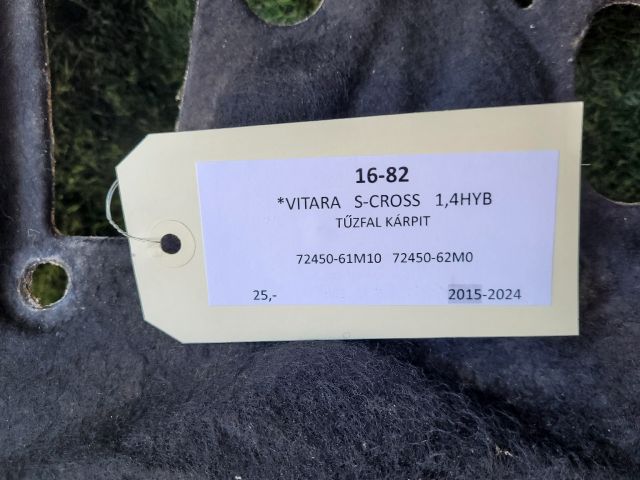 16-82
*VITARA S-CROSS 1,4HYB
TŰZFAL KÁRPIT
72450-61M10 72450-62M0
25,- 2015-2024